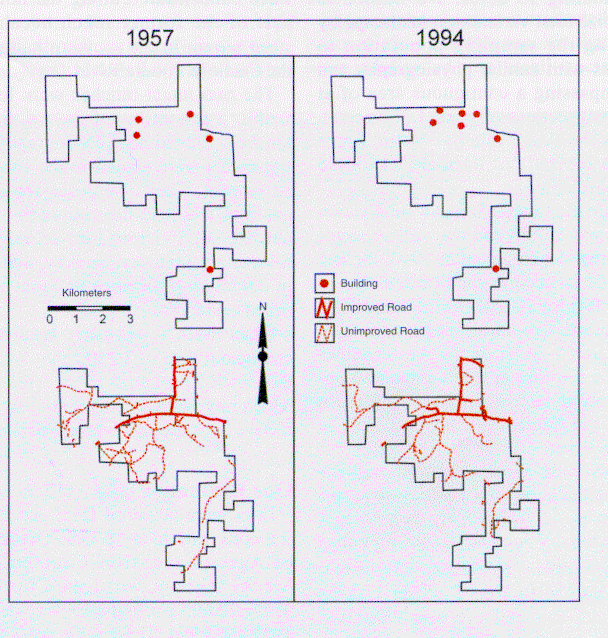 1957
1994
Kilometers
0 1 2 3
N
Building
Improved Road
Unimproved Road